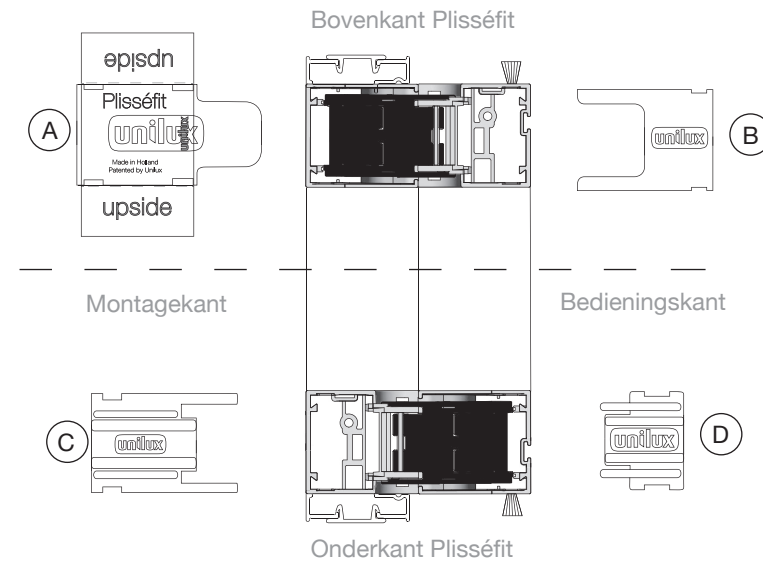 Bovenkant Plisséfit
upside
A
Plisséfit
unilux
unilux
Made in Holland
Patented by Unilux
upside
B
unilux
Montagekant
Bedieningskant
C
unilux
D
unilux
Onderkant Plisséfit